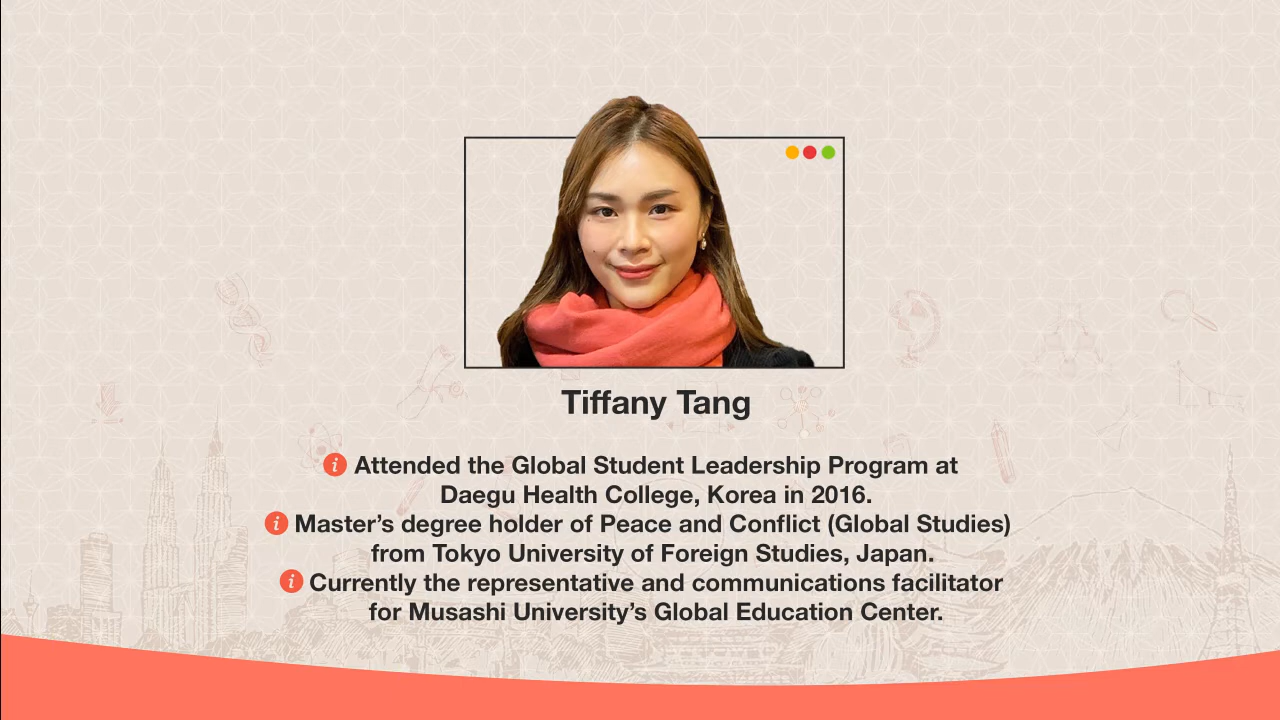 Tiffany Tang
i Attended the Global Student Leadership Program at
Daegu Health College, Korea in 2016.
i Master’s degree holder of Peace and Conflict (Global Studies)
from Tokyo University of Foreign Studies, Japan.
i Currently the representative and communications facilitator
for Musashi University’s Global Education Center.